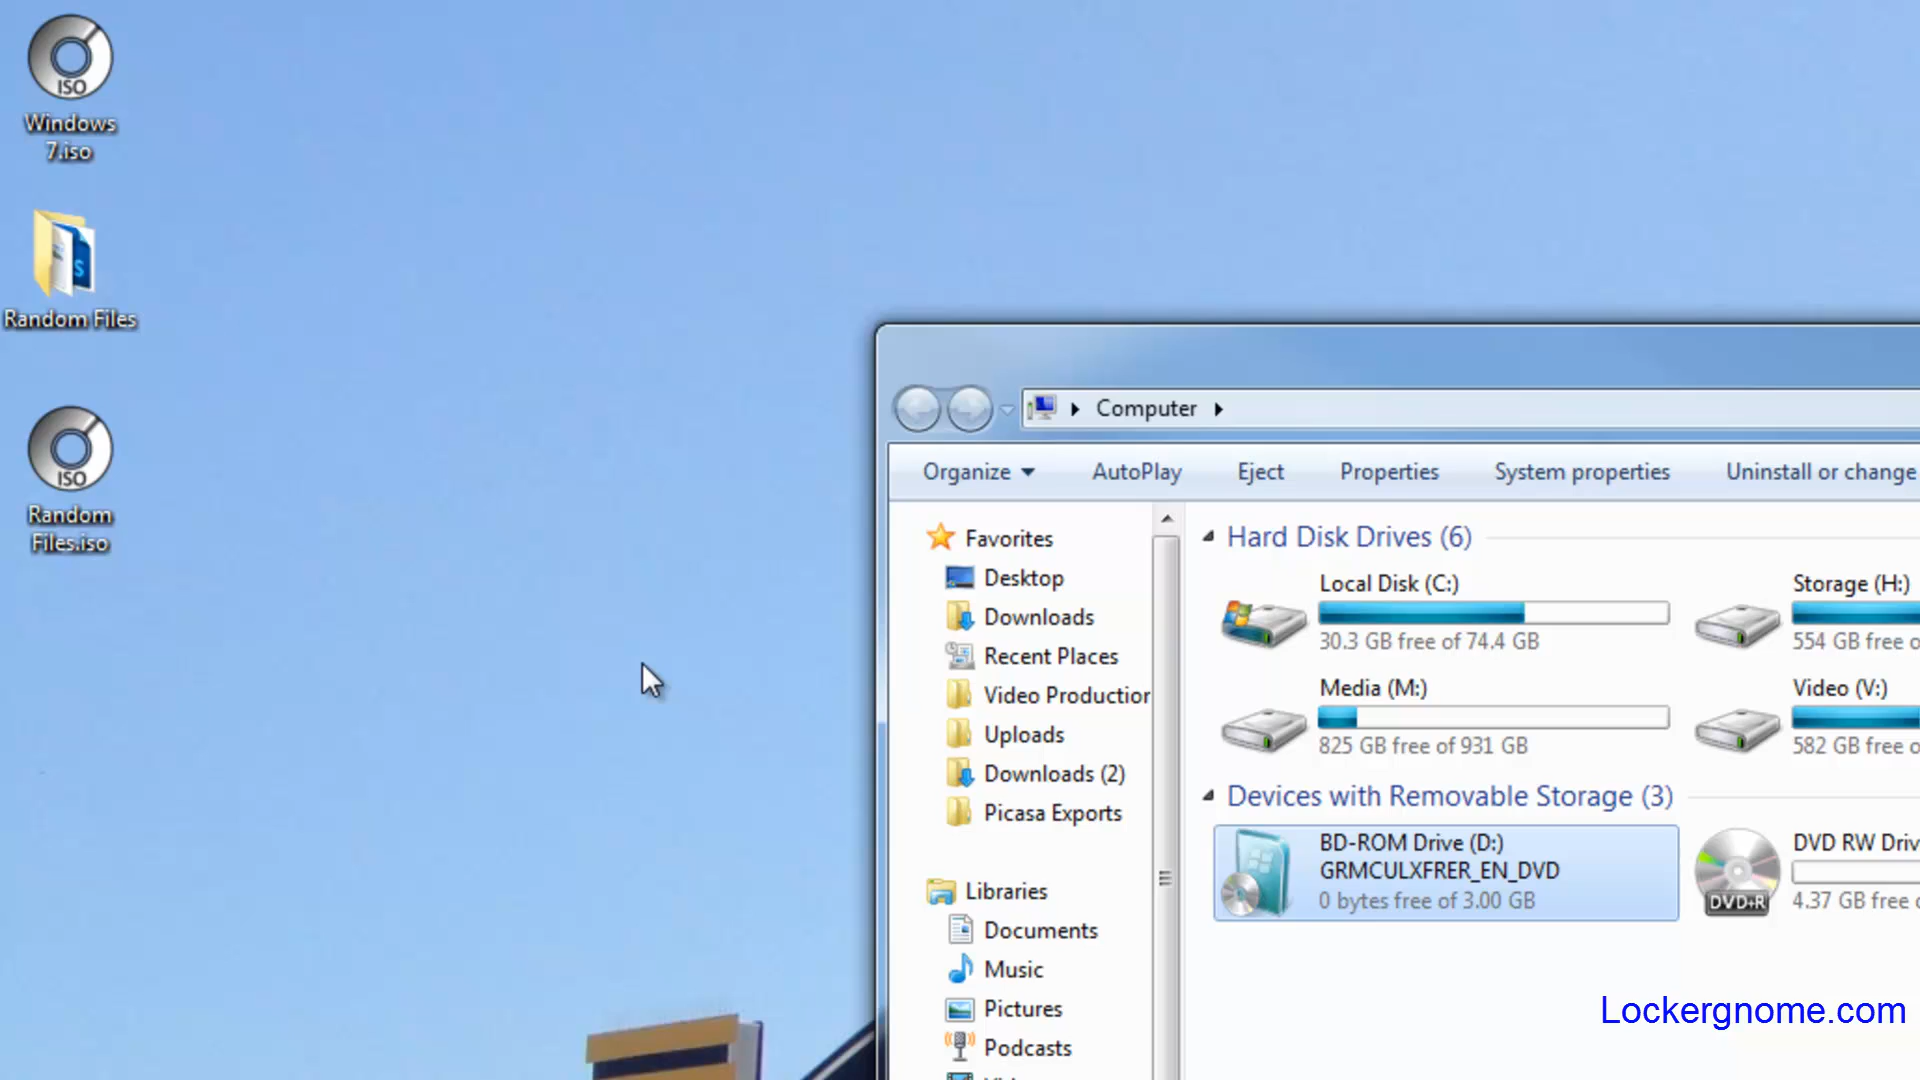 ISO
Windows
7.iso
Random Files
ISO
Random
Files.iso
Computer
Organize
AutoPlay
Eject
Properties
System properties
Uninstall or change
Favorites
Desktop
Downloads
Recent Places
Video Production
Uploads
Downloads (2)
Picasa Exports
Libraries
Documents
Music
Pictures
Podcasts
Hard Disk Drives (6)
Local Disk (C:)
30.3 GB free of 74.4 GB
Storage (H:)
554 GB free o
Media (M:)
825 GB free of 931 GB
Video (V:)
582 GB free o
Devices with Removable Storage (3)
BD-ROM Drive (D:)
GRMCULXFRER_EN_DVD
0 bytes free of 3.00 GB
DVD RW Driv
4.37 GB free o
DVD+R
Lockergnome.com